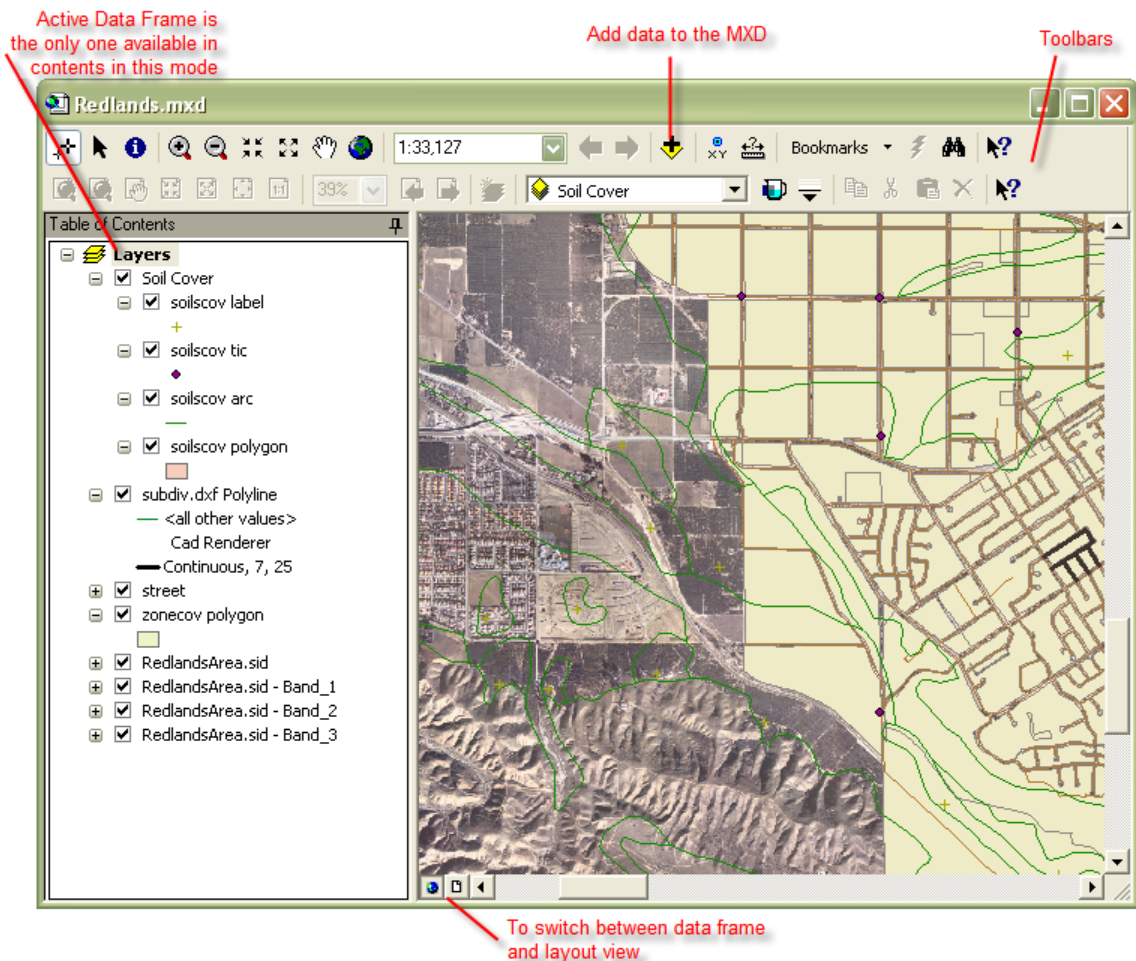 Active Data Frame is
the only one available in
contents in this mode
Add data to the MXD
Toolbars
Redlands.mxd
1:33,127
XY
Bookmarks
1:1
39%
Soil Cover
Table of Contents
Layers
Soil Cover
soilscov label
soilscov tic
soilscov arc
soilscov polygon
subdiv.dxf Polyline
<all other values>
Cad Renderer
Continuous, 7, 25
street
zonecov polygon
RedlandsArea.sid
RedlandsArea.sid - Band_1
RedlandsArea.sid - Band_2
RedlandsArea.sid - Band_3
To switch between data frame
and layout view